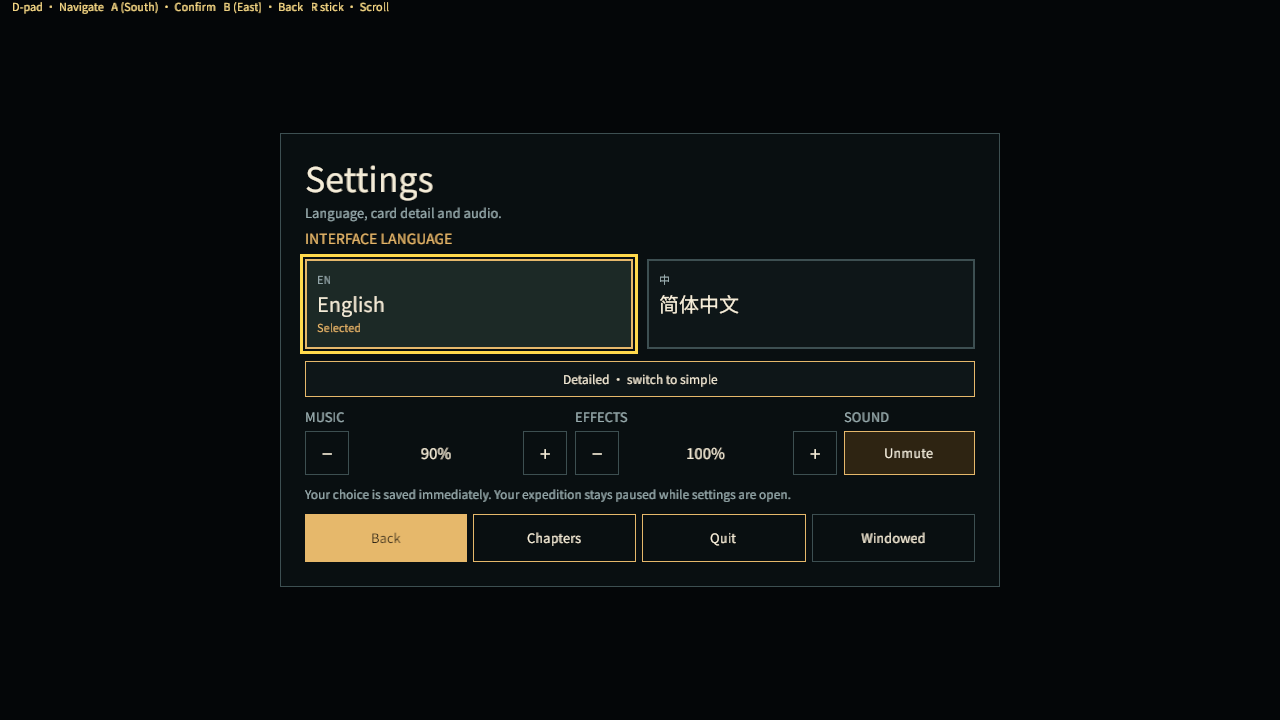 D-pad • Navigate A (South) • Confirm B (East) • Back R stick • Scroll
Settings
Language, card detail and audio.
INTERFACE LANGUAGE
EN
English
Selected
中
简体中文
Detailed • switch to simple
MUSIC
EFFECTS
SOUND
− 90% +
− 100% +
Unmute
Your choice is saved immediately. Your expedition stays paused while settings are open.
Back
Chapters
Quit
Windowed